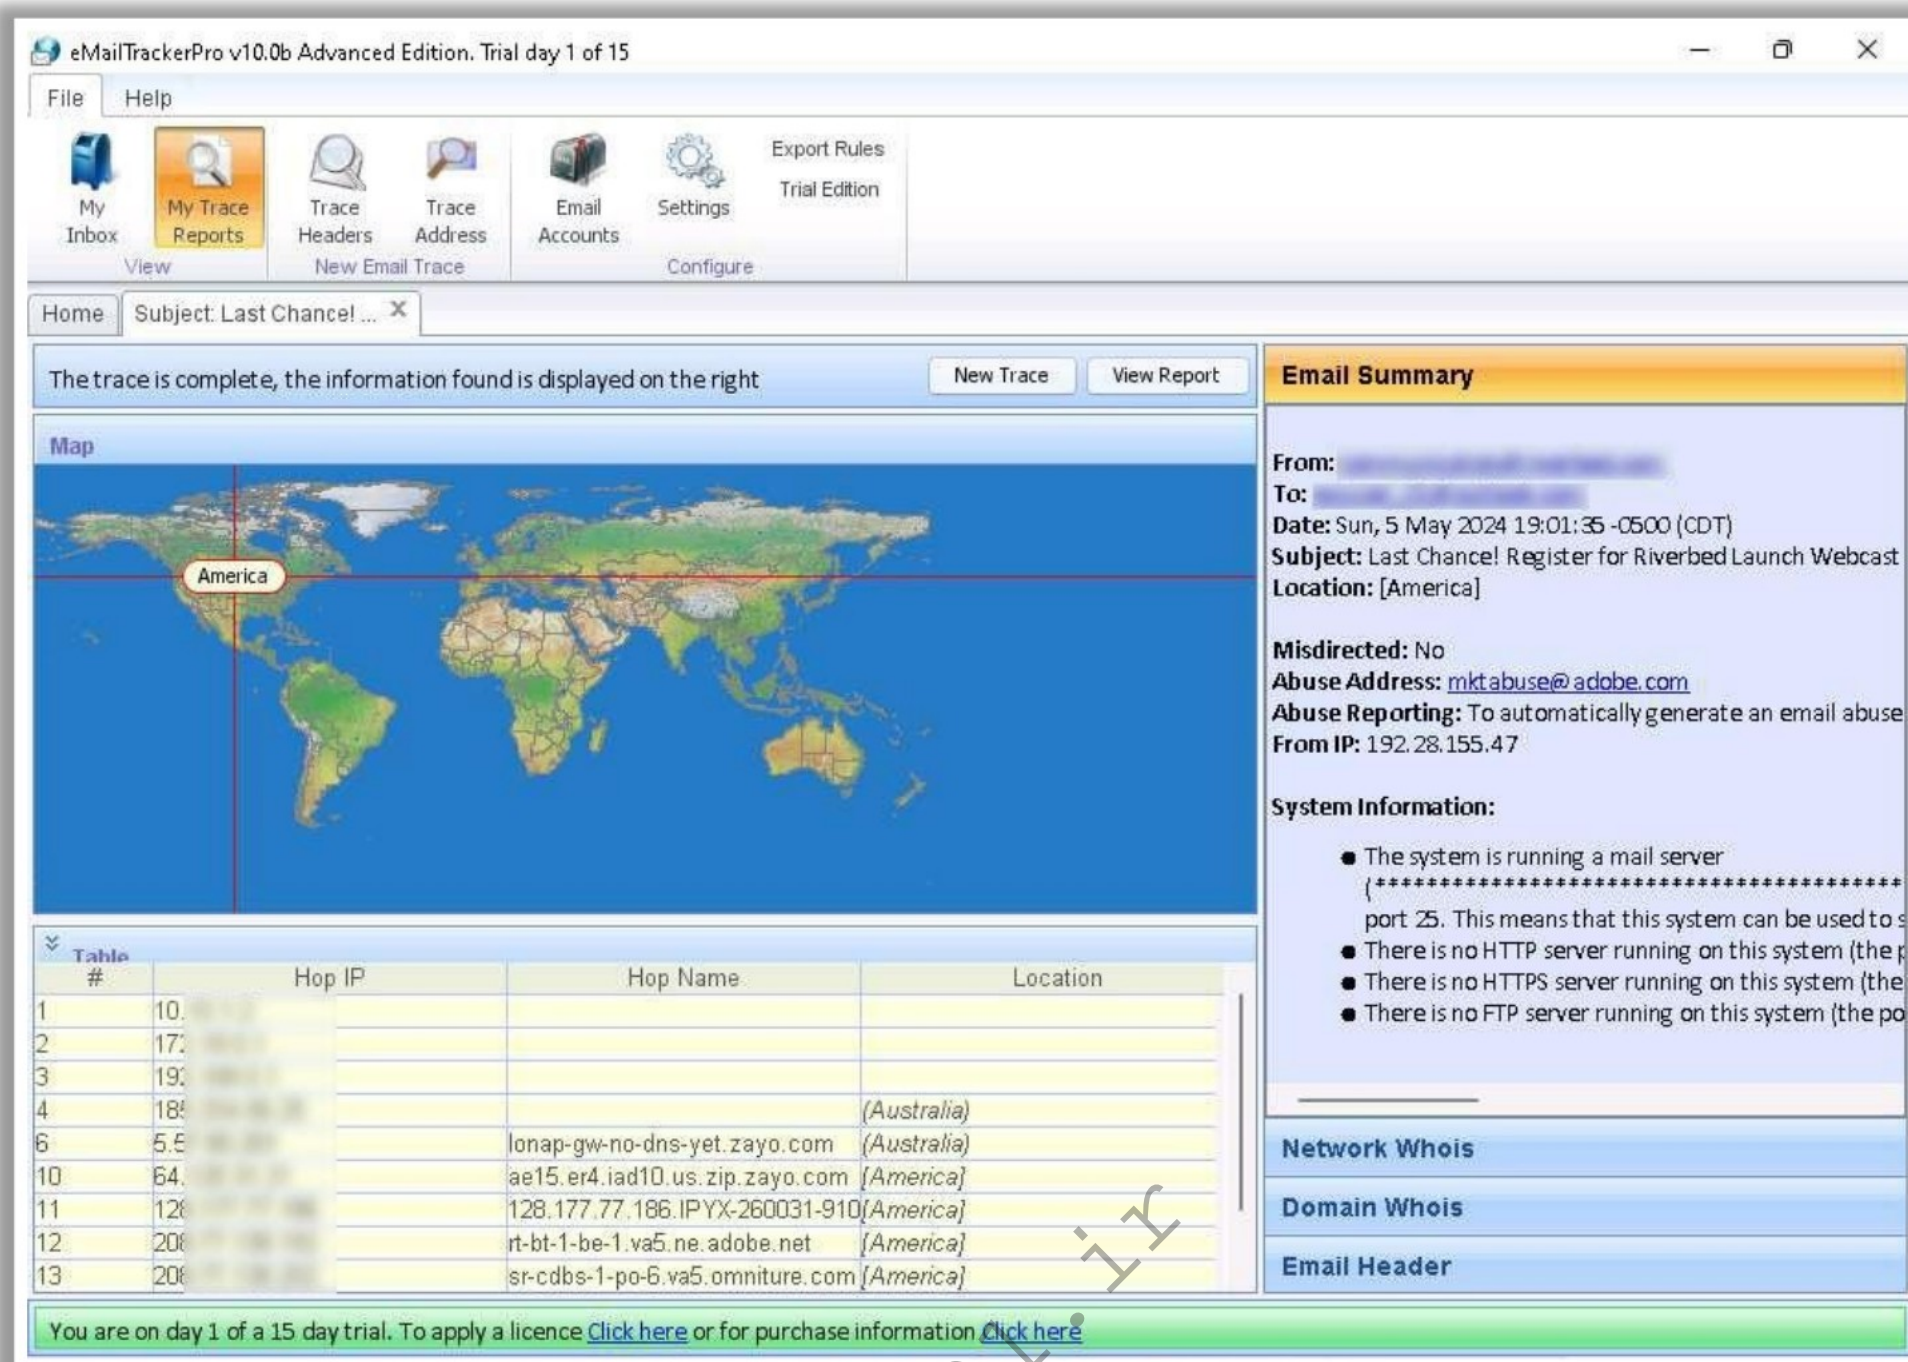 eMailTrackerPro v10.0b Advanced Edition. Trial day 1 of 15
File Help
My Inbox
My Trace Reports
Trace Headers
Trace Address
Email Accounts
Settings
Export Rules
Trial Edition
View
New Email Trace
Configure
Home
Subject: Last Chance! ...
The trace is complete, the information found is displayed on the right
New Trace
View Report
Map
America
Table
# Hop IP Hop Name Location
1 10.
2
3
4 (Australia)
6 lonap-gw-no-dns-yet.zayo.com (Australia)
10 64. ae15.er4.iad10.us.zip.zayo.com [America]
11 128 128.177.77.186.IPYX-260031-910 [America]
12 rt-bt-1-be-1.va5.ne.adobe.net [America]
13 sr-cdbs-1-po-6.va5.omniture.com [America]
Email Summary
From:
To:
Date: Sun, 5 May 2024 19:01:35 -0500 (CDT)
Subject: Last Chance! Register for Riverbed Launch Webcast
Location: [America]
Misdirected: No
Abuse Address: mktabuse@adobe.com
Abuse Reporting: To automatically generate an email abuse
From IP: 192.28.155.47
System Information:
● The system is running a mail server
(*****************************************
port 25. This means that this system can be used to s
● There is no HTTP server running on this system (the p
● There is no HTTPS server running on this system (the
● There is no FTP server running on this system (the po
Network Whois
Domain Whois
Email Header
You are on day 1 of a 15 day trial. To apply a licence Click here or for purchase information Click here